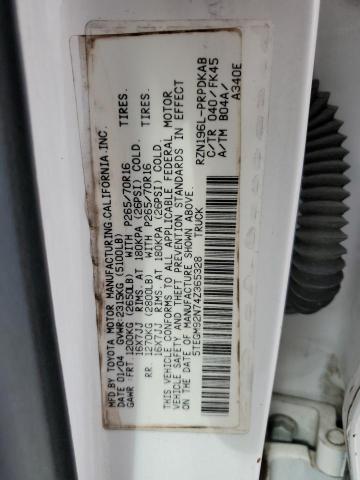 MFD BY TOYOTA MOTOR MANUFACTURING, CALIFORNIA, INC.
DATE 01/04 GVWR: 2315KG (5100LB)
GAWR FRT. 1200KG (2650LB) WITH P265/70R16 TIRES.
16X7JJ RIMS, AT 180KPA (26PSI) COLD.
RR. 1270KG (2800LB) WITH P265/70R16 TIRES.
16X7JJ RIMS, AT 180KPA (26PSI) COLD.
THIS VEHICLE CONFORMS TO ALL APPLICABLE FEDERAL MOTOR
VEHICLE SAFETY AND THEFT PREVENTION STANDARDS IN EFFECT
ON THE DATE OF MANUFACTURE SHOWN ABOVE.
5TEGM92N74Z365328 TRUCK
RZN196L-PRPDKAB
C/TR 040/FK45
A/TM B04A/
A340E